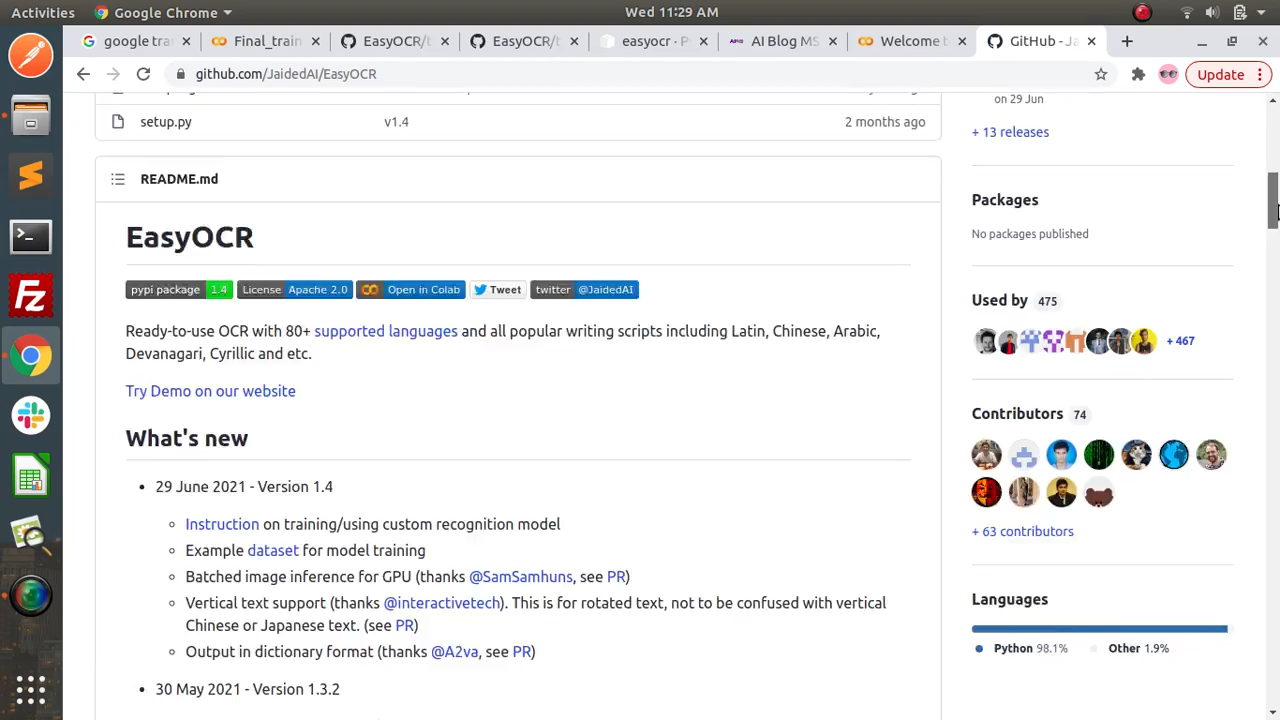 Activities
Google Chrome
Wed 11:29 AM
google tra
Final_train
EasyOCR/t
EasyOCR/t
easyocr · P
AI Blog MS
Welcome t
GitHub - Ja
github.com/JaidedAI/EasyOCR
Update
on 29 Jun
setup.py
v1.4
2 months ago
+ 13 releases
README.md
Packages
No packages published
EasyOCR
pypi package 1.4
License Apache 2.0
Open in Colab
Tweet
twitter @JaidedAI
Used by 475
Ready-to-use OCR with 80+ supported languages and all popular writing scripts including Latin, Chinese, Arabic,
Devanagari, Cyrillic and etc.
+ 467
Try Demo on our website
Contributors 74
What's new
29 June 2021 - Version 1.4
Instruction on training/using custom recognition model
+ 63 contributors
Example dataset for model training
Batched image inference for GPU (thanks @SamSamhuns, see PR)
Languages
Vertical text support (thanks @interactivetech). This is for rotated text, not to be confused with vertical
Chinese or Japanese text. (see PR)
Python 98.1%
Other 1.9%
Output in dictionary format (thanks @A2va, see PR)
30 May 2021 - Version 1.3.2